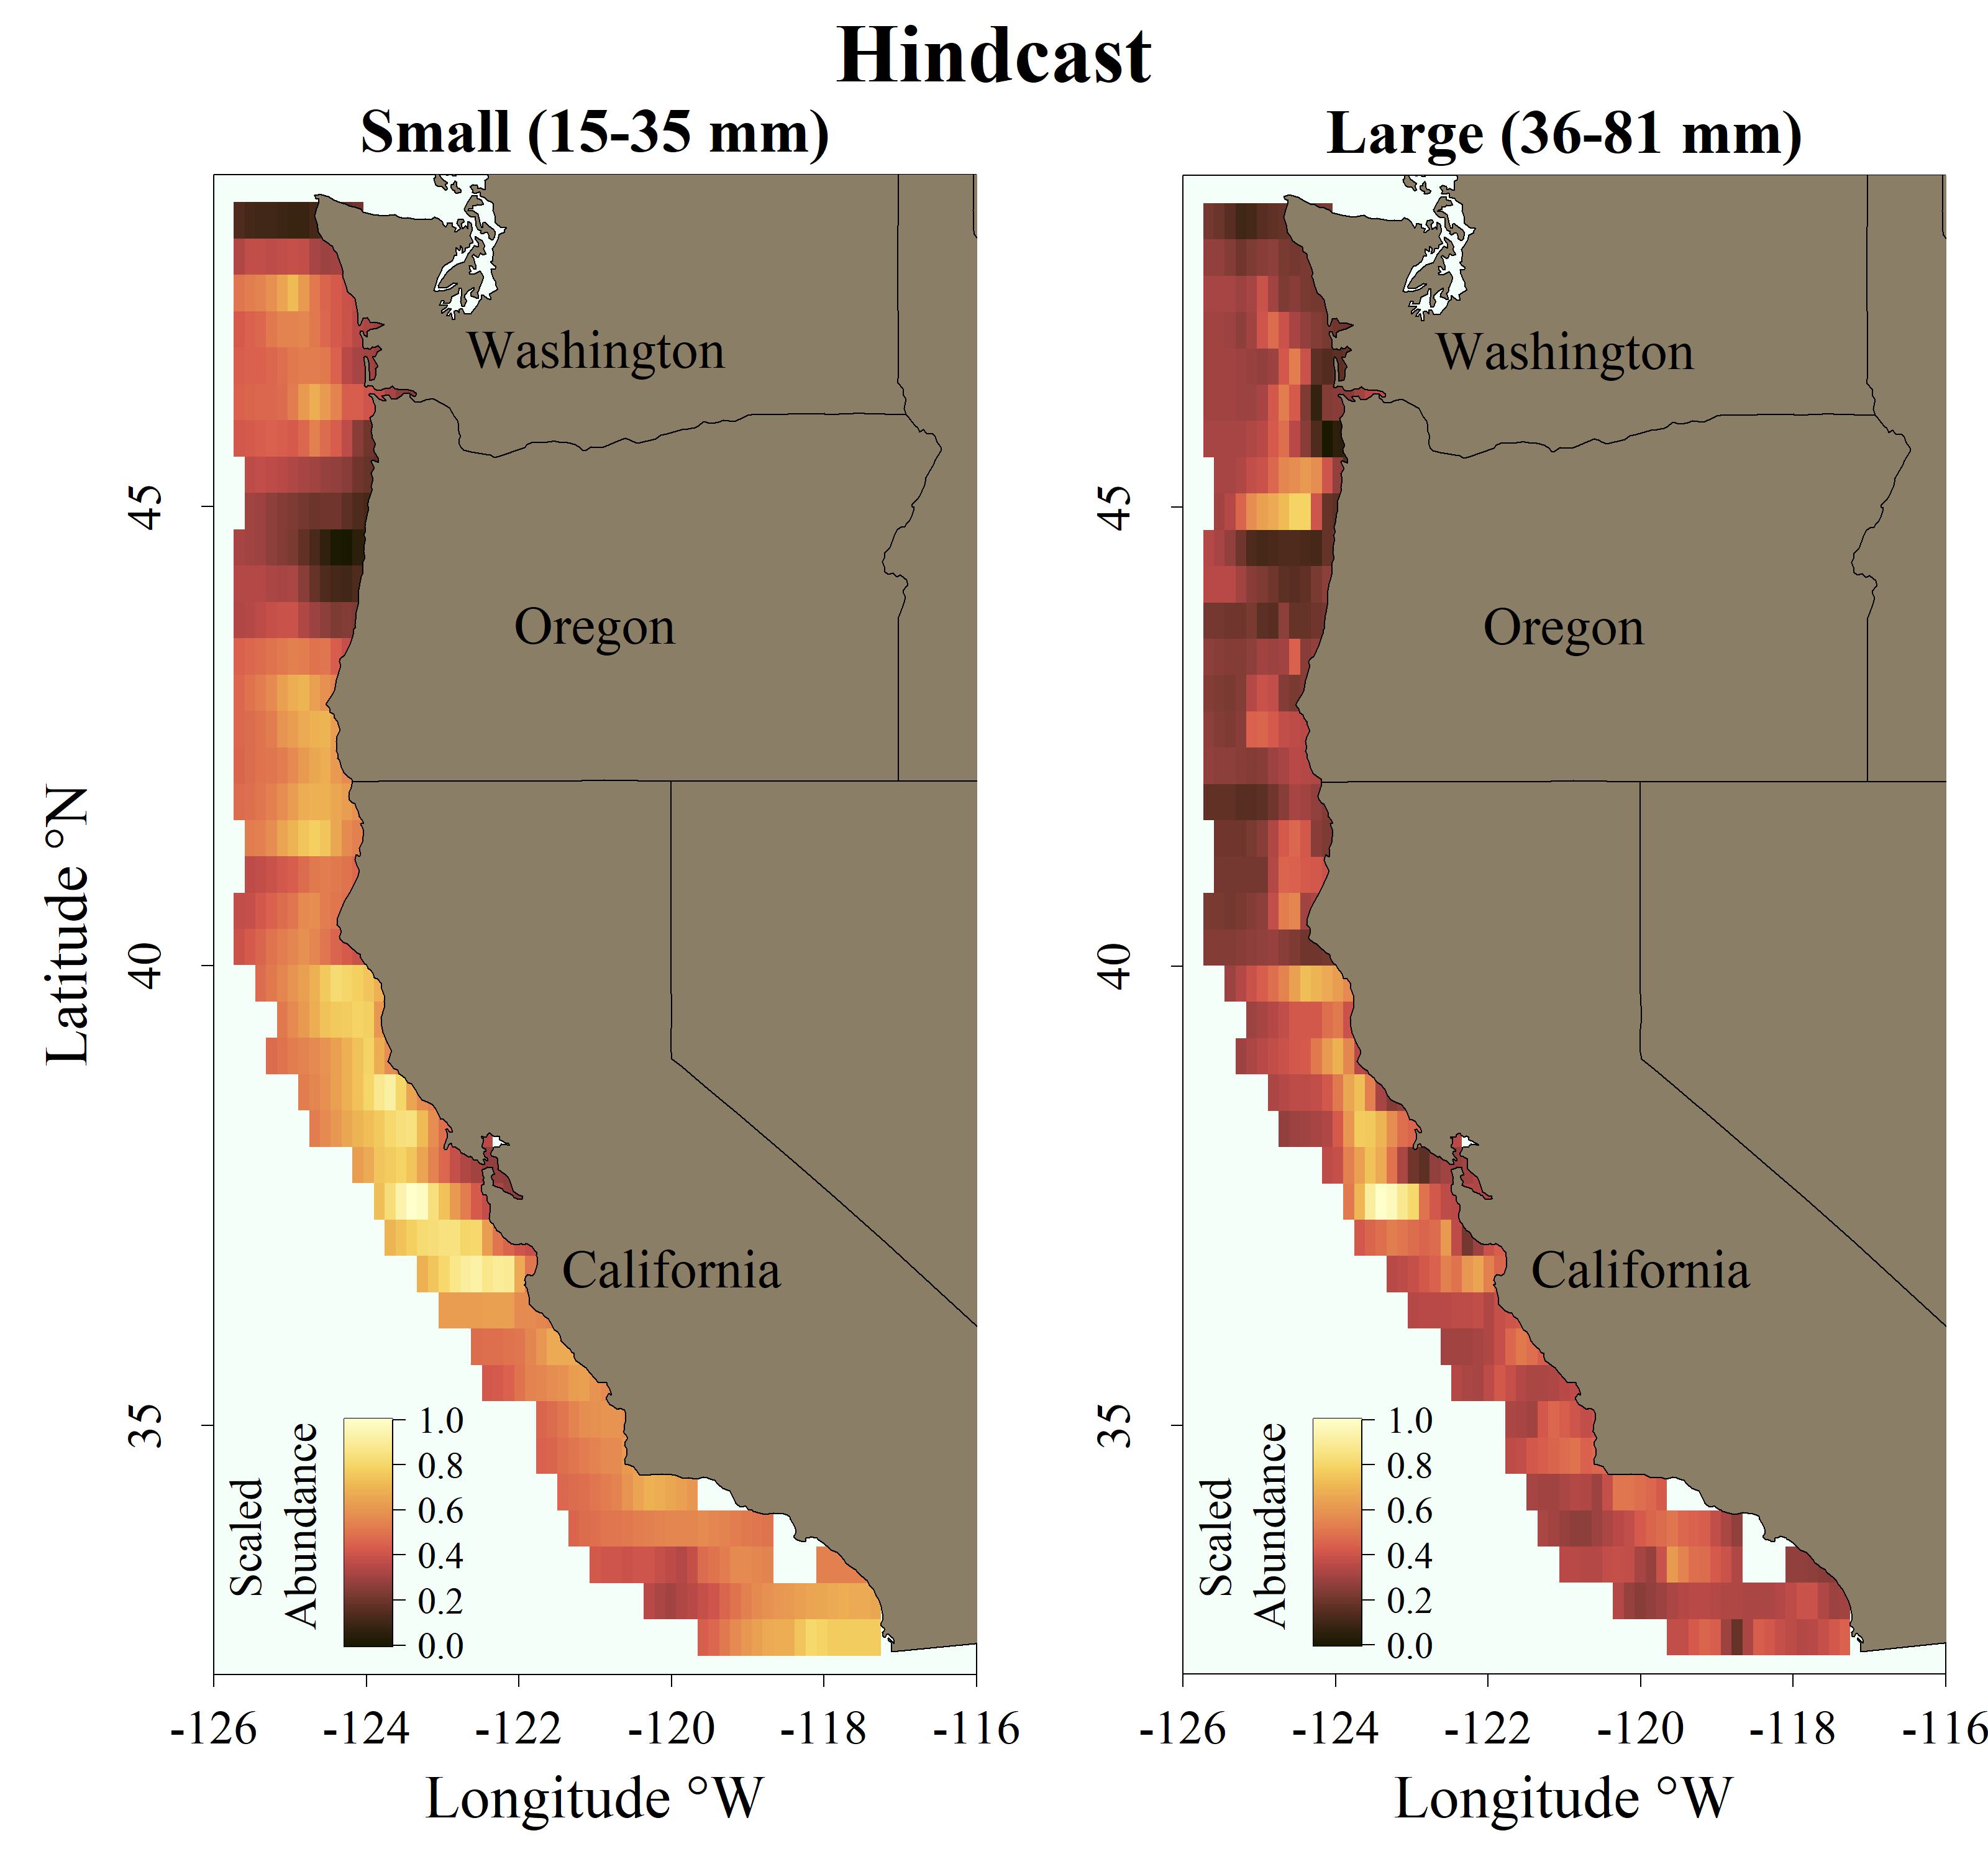 Hindcast
Small (15-35 mm)
Large (36-81 mm)
Latitude °N
45
40
35
Washington
Oregon
California
Scaled
Abundance
1.0
0.8
0.6
0.4
0.2
0.0
-126
-124
-122
-120
-118
-116
Longitude °W
45
40
35
Washington
Oregon
California
Scaled
Abundance
1.0
0.8
0.6
0.4
0.2
0.0
-126
-124
-122
-120
-118
-116
Longitude °W